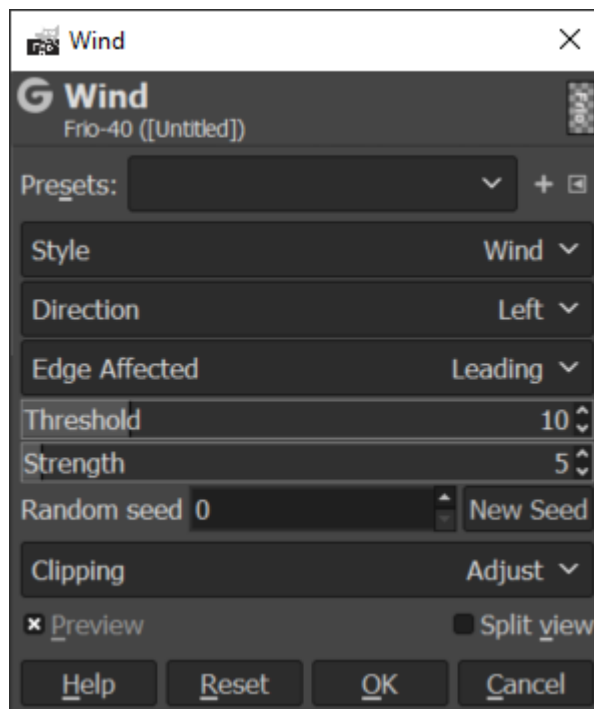 Wind
Wind
Frio-40 ([Untitled])
Presets:
Style Wind
Direction Left
Edge Affected Leading
Threshold 10
Strength 5
Random seed 0 New Seed
Clipping Adjust
Preview Split view
Help Reset OK Cancel